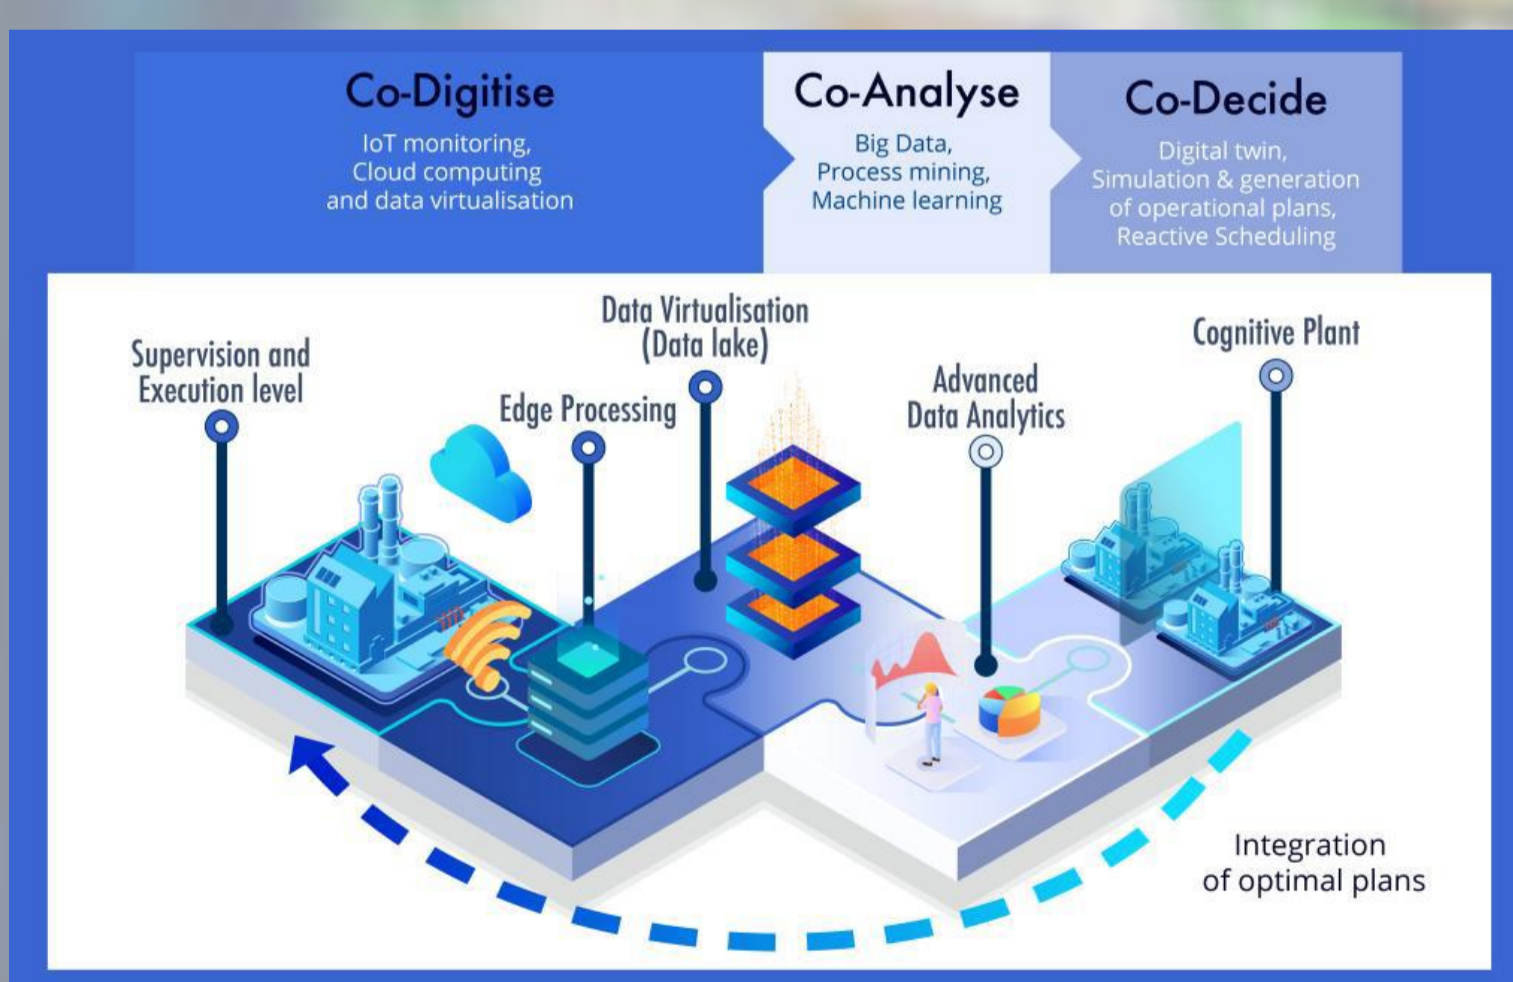 Co-Digitise
IoT monitoring,
Cloud computing
and data virtualisation
Co-Analyse
Big Data,
Process mining,
Machine learning
Co-Decide
Digital twin,
Simulation & generation
of operational plans,
Reactive Scheduling
Supervision and
Execution level
Edge Processing
Data Virtualisation
(Data lake)
Advanced
Data Analytics
Cognitive Plant
Integration
of optimal plans